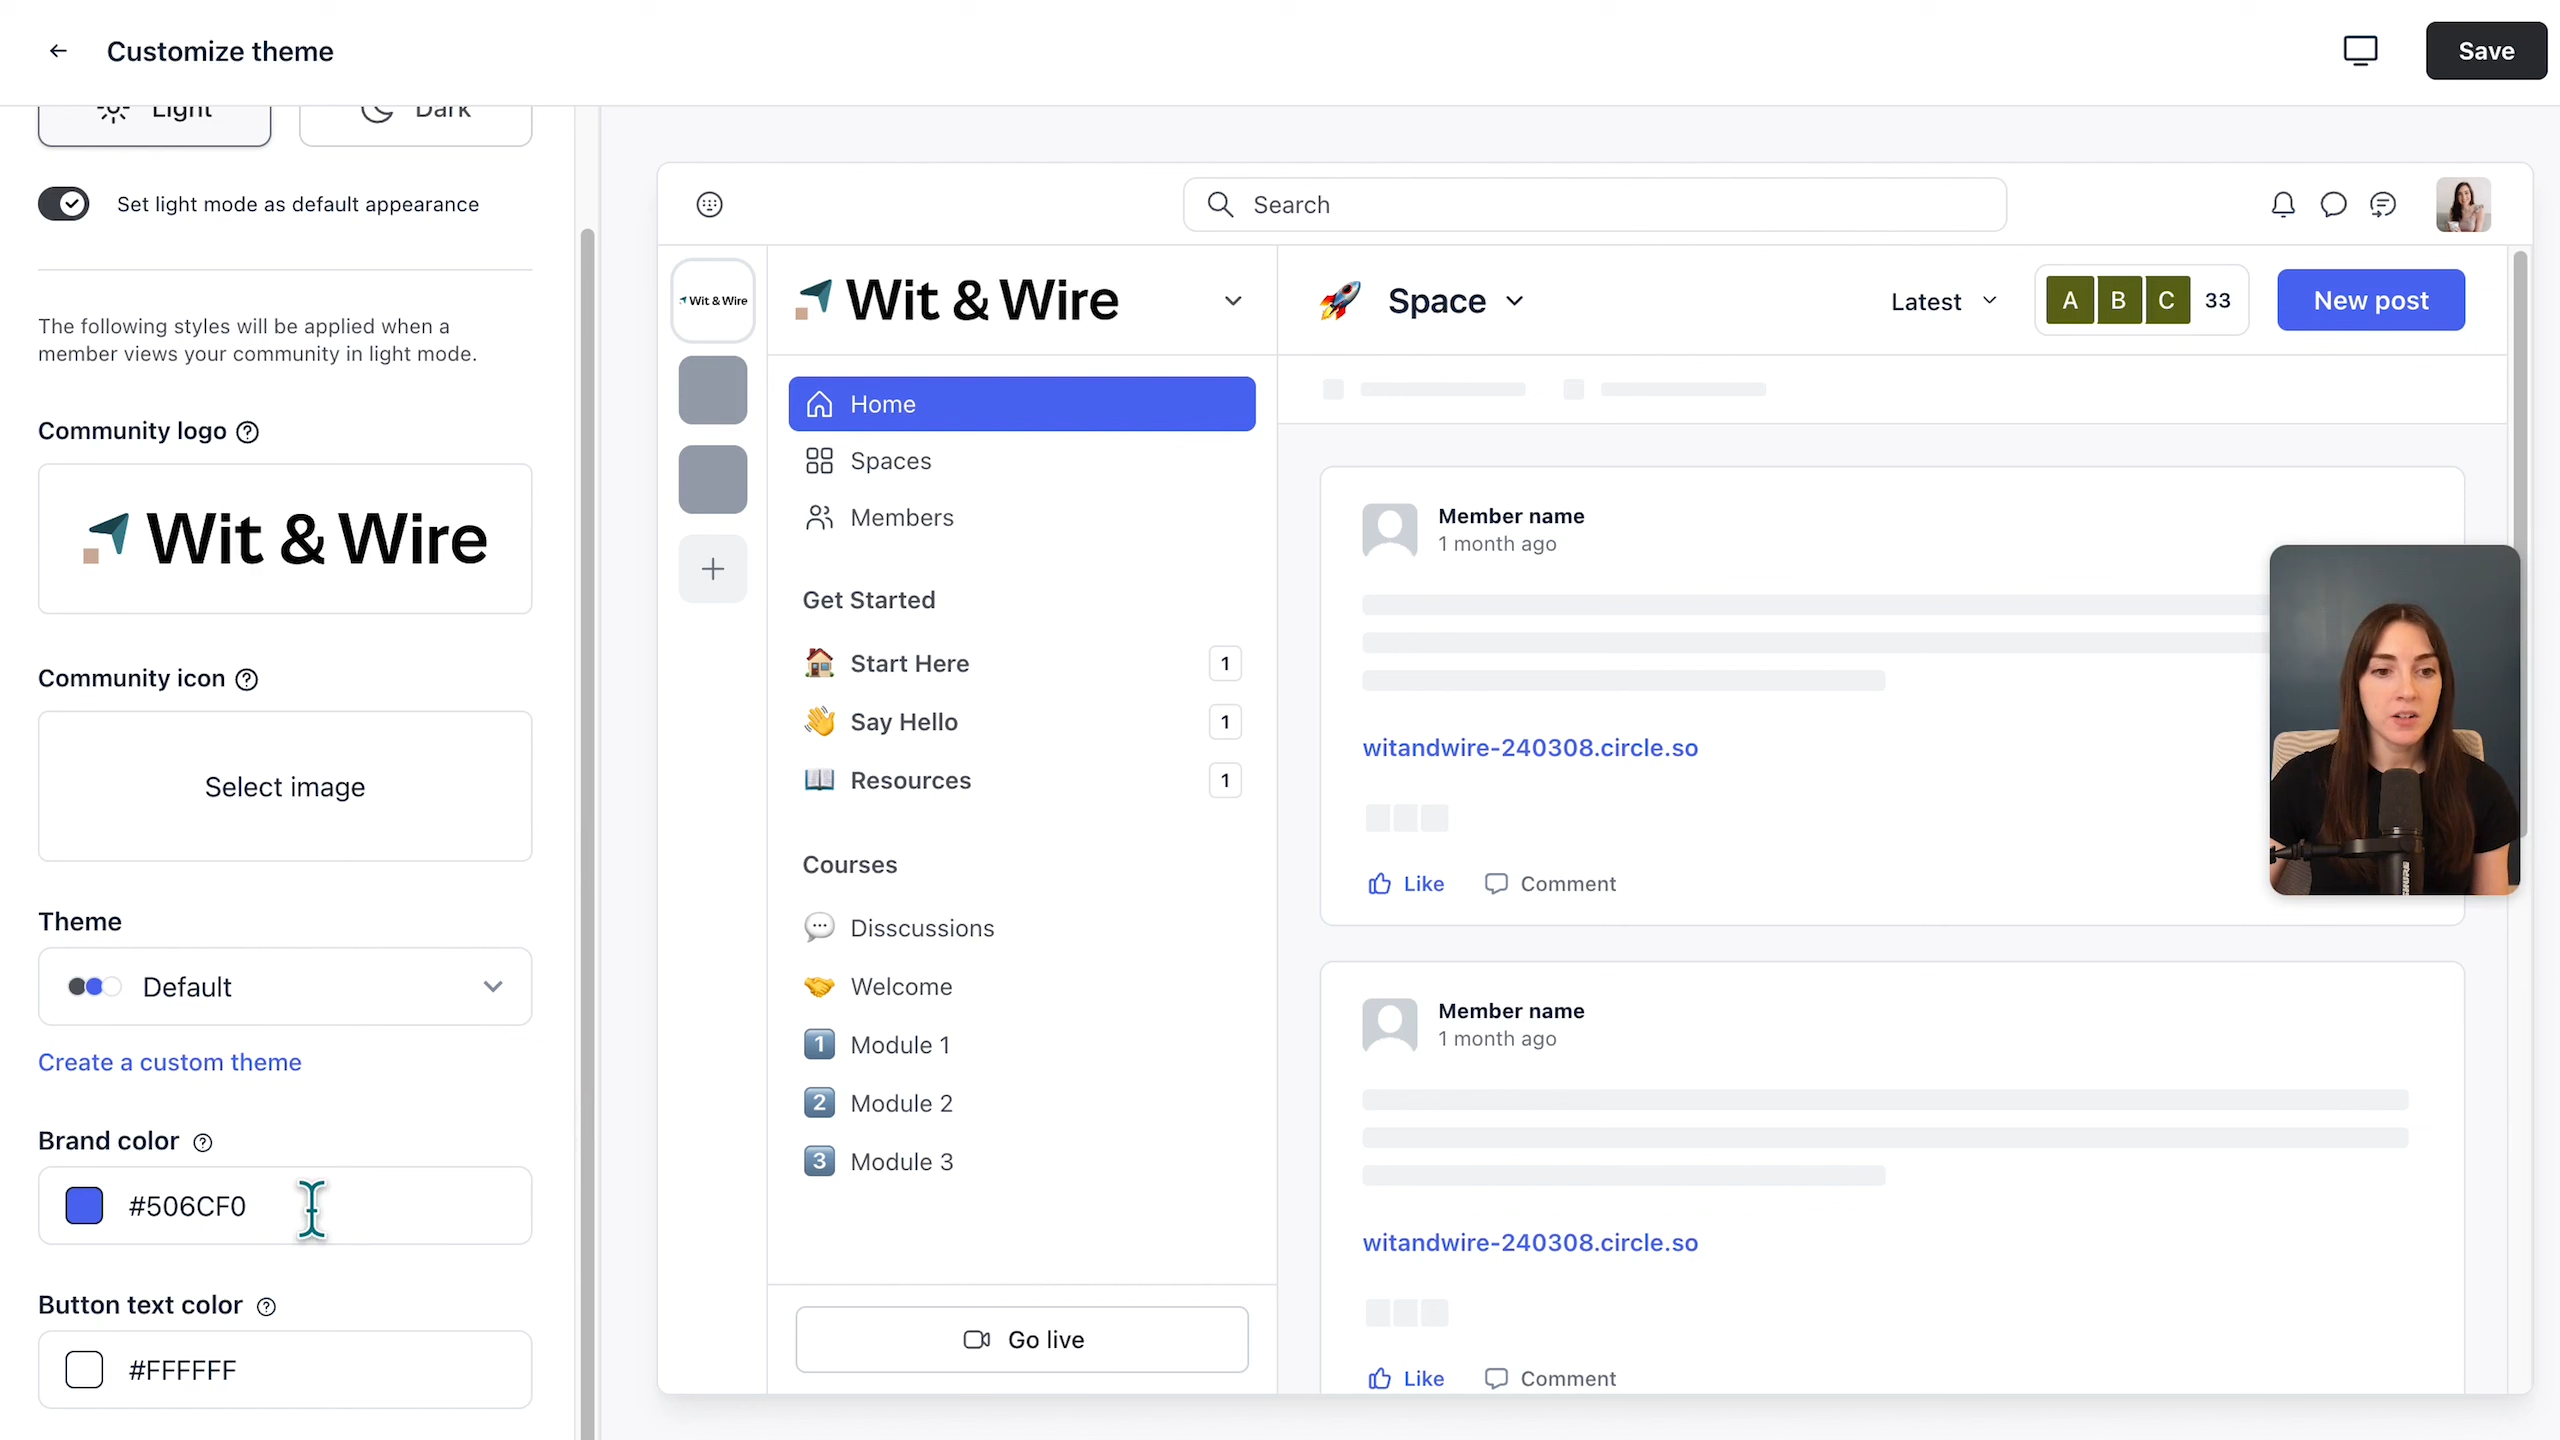 Customize theme
Save
Light
Dark
Set light mode as default appearance
The following styles will be applied when a
member views your community in light mode.
Community logo
Wit & Wire
Community icon
Select image
Theme
Default
Create a custom theme
Brand color
#506CF0
Button text color
#FFFFFF
Search
Wit & Wire
Wit & Wire
Home
Spaces
Members
Get Started
Start Here 1
Say Hello 1
Resources 1
Courses
Disscussions
Welcome
1 Module 1
2 Module 2
3 Module 3
Go live
Space
Latest
A B C 33
New post
Member name
1 month ago
witandwire-240308.circle.so
Like Comment
Member name
1 month ago
witandwire-240308.circle.so
Like Comment
SHURE